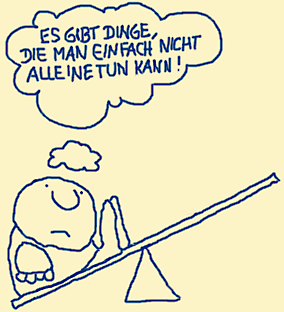 ES GIBT DINGE,
DIE MAN EINFACH NICHT
ALLEINE TUN KANN!